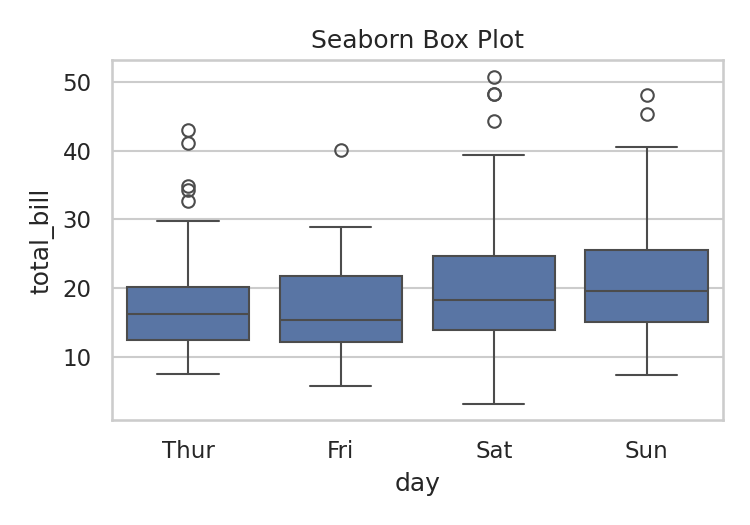 Seaborn Box Plot
50
40
30
20
10
total_bill
Thur Fri Sat Sun
day